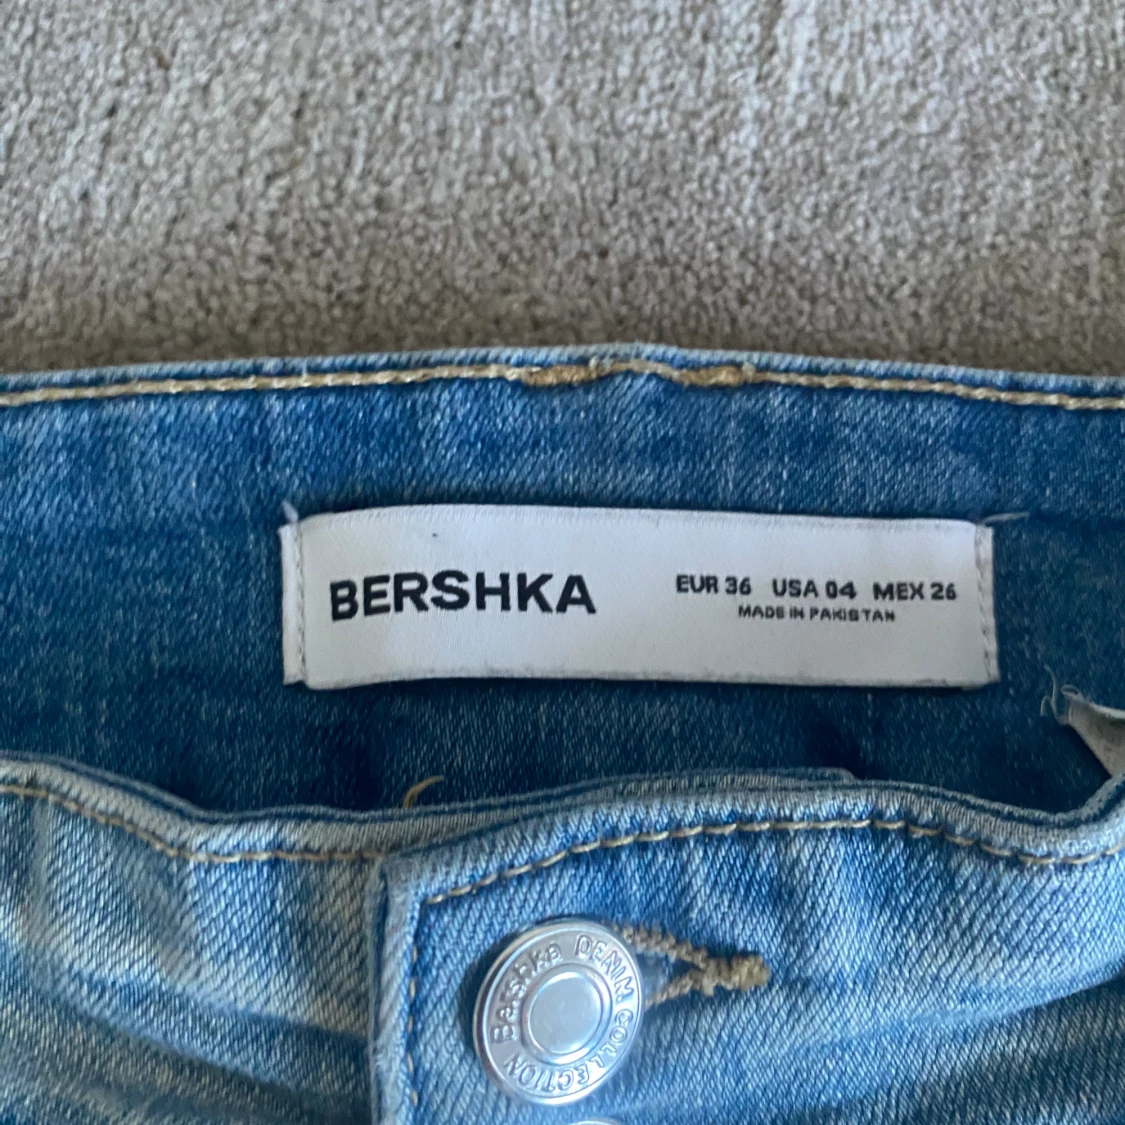 BERSHKA
EUR 36 USA 04 MEX 26
MADE IN PAKISTAN
Bershka DENIM COLLECTION